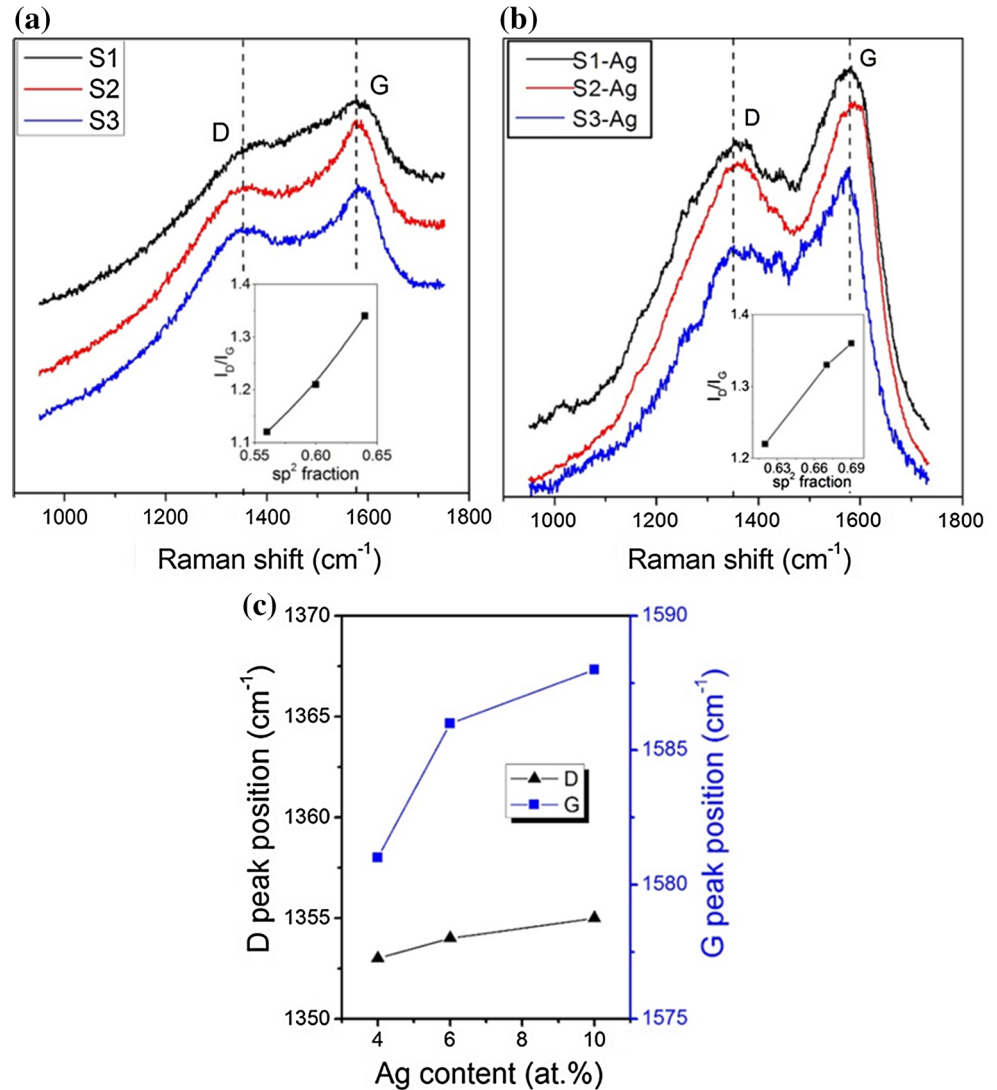 (a)
S1
S2
S3
D
G
1.4
1.3
1.2
1.1
I_D/I_G
0.55
0.60
0.65
sp² fraction
1000
1200
1400
1600
1800
Raman shift (cm⁻¹)
(b)
S1-Ag
S2-Ag
S3-Ag
D
G
1.4
1.3
1.2
I_D/I_G
0.63
0.66
0.69
sp² fraction
1000
1200
1400
1600
1800
Raman shift (cm⁻¹)
(c)
1370
1365
1360
1355
1350
D peak position (cm⁻¹)
D
G
1590
1585
1580
1575
G peak position (cm⁻¹)
4
6
8
10
Ag content (at.%)